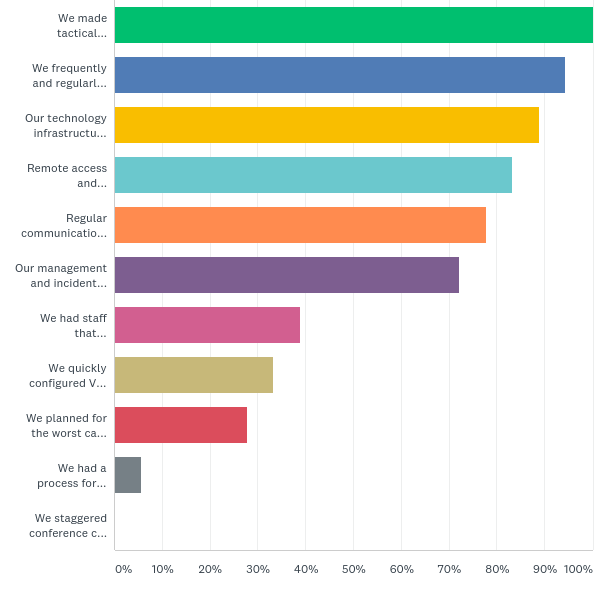 We made
tactical...
We frequently
and regularl...
Our technology
infrastructu...
Remote access
and...
Regular
communicatio...
Our management
and incident...
We had staff
that...
We quickly
configured V...
We planned for
the worst ca...
We had a
process for...
We staggered
conference c...
0% 10% 20% 30% 40% 50% 60% 70% 80% 90% 100%